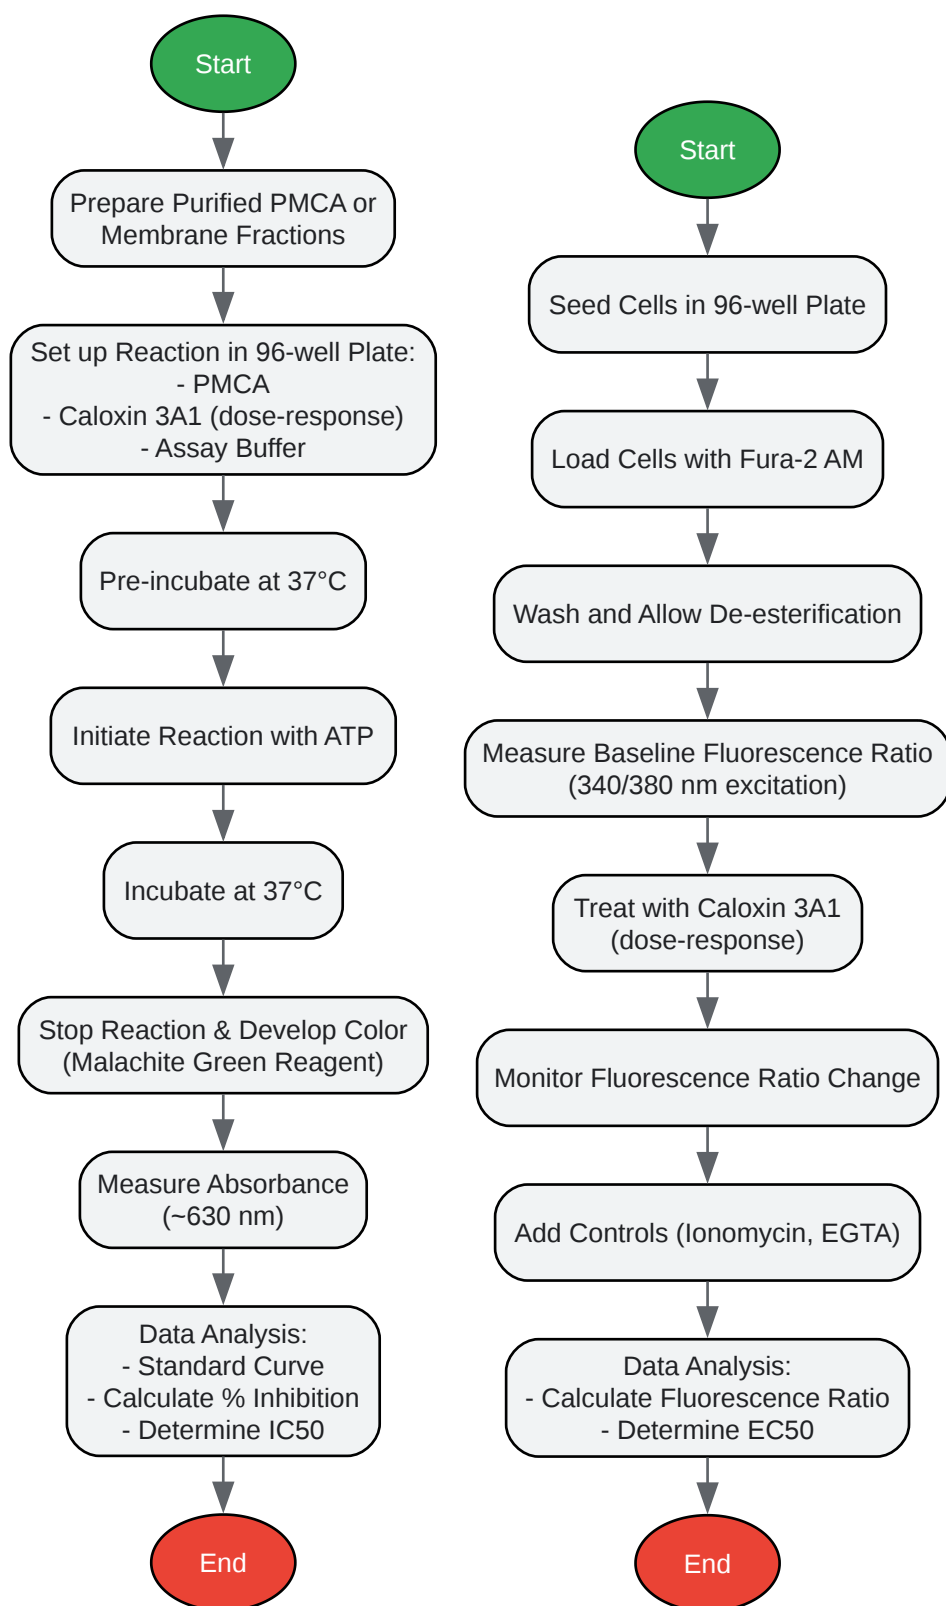 Start
Prepare Purified PMCA or
Membrane Fractions
Set up Reaction in 96-well Plate:
- PMCA
- Caloxin 3A1 (dose-response)
- Assay Buffer
Pre-incubate at 37°C
Initiate Reaction with ATP
Incubate at 37°C
Stop Reaction & Develop Color
(Malachite Green Reagent)
Measure Absorbance
(~630 nm)
Data Analysis:
- Standard Curve
- Calculate % Inhibition
- Determine IC50
End
Start
Seed Cells in 96-well Plate
Load Cells with Fura-2 AM
Wash and Allow De-esterification
Measure Baseline Fluorescence Ratio
(340/380 nm excitation)
Treat with Caloxin 3A1
(dose-response)
Monitor Fluorescence Ratio Change
Add Controls (Ionomycin, EGTA)
Data Analysis:
- Calculate Fluorescence Ratio
- Determine EC50
End